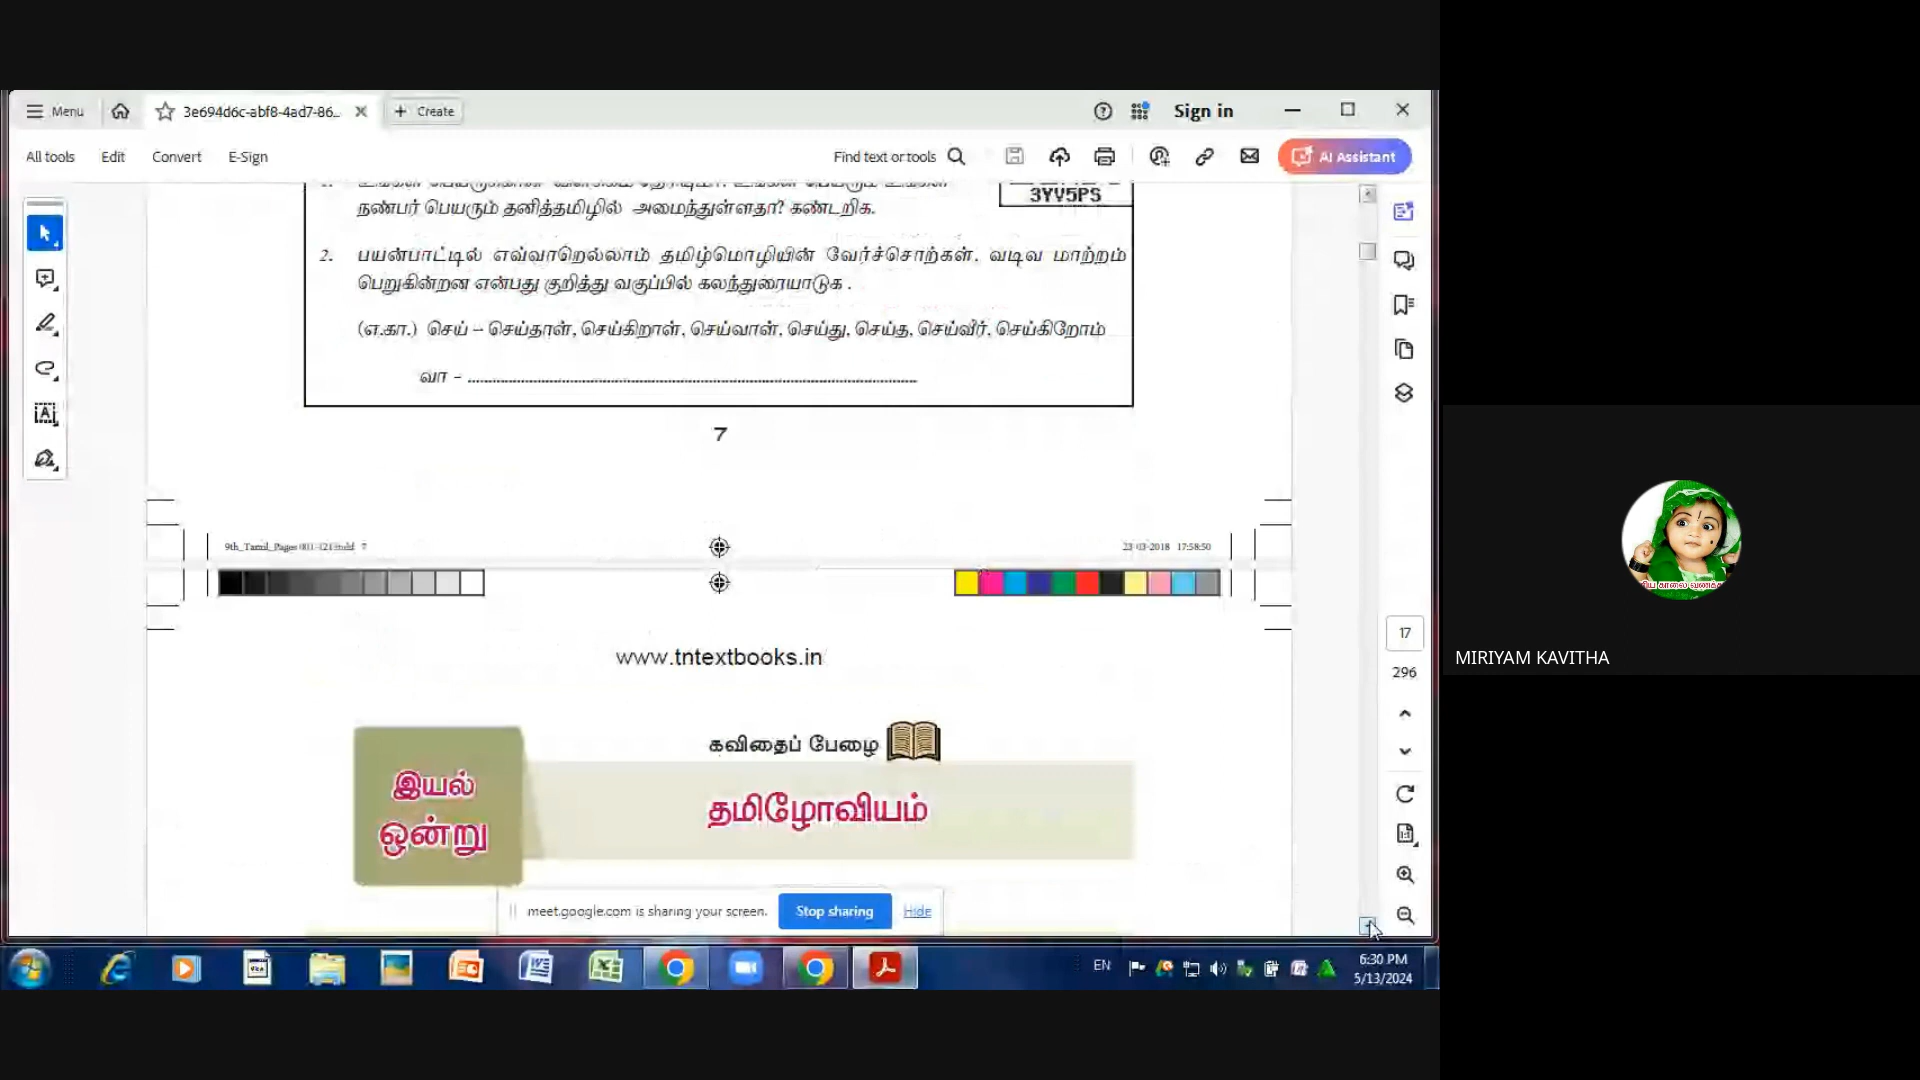 Menu
3e694d6c-abf8-4ad7-86...
Create
Sign in
All tools
Edit
Convert
E-Sign
Find text or tools
AI Assistant
நண்பர் பெயரும் தனித்தமிழில் அமைந்துள்ளதா? கண்டறிக.
3YV5PS
2. பயன்பாட்டில் எவ்வாறெல்லாம் தமிழ்மொழியின் வேர்ச்சொற்கள். வடிவ மாற்றம்
பெறுகின்றன என்பது குறித்து வகுப்பில் கலந்துரையாடுக .
(எ.கா.) செய் – செய்தாள், செய்கிறாள், செய்வாள், செய்து, செய்த, செய்வீர், செய்கிறோம்
வா – ....................................................................
7
9th_Tamil_Pages 001-121.indd 7
23-03-2018 17:58:50
www.tntextbooks.in
கவிதைப் பேழை
இயல்
ஒன்று
தமிழோவியம்
17
296
meet.google.com is sharing your screen.
Stop sharing
Hide
EN
6:30 PM
5/13/2024
MIRIYAM KAVITHA